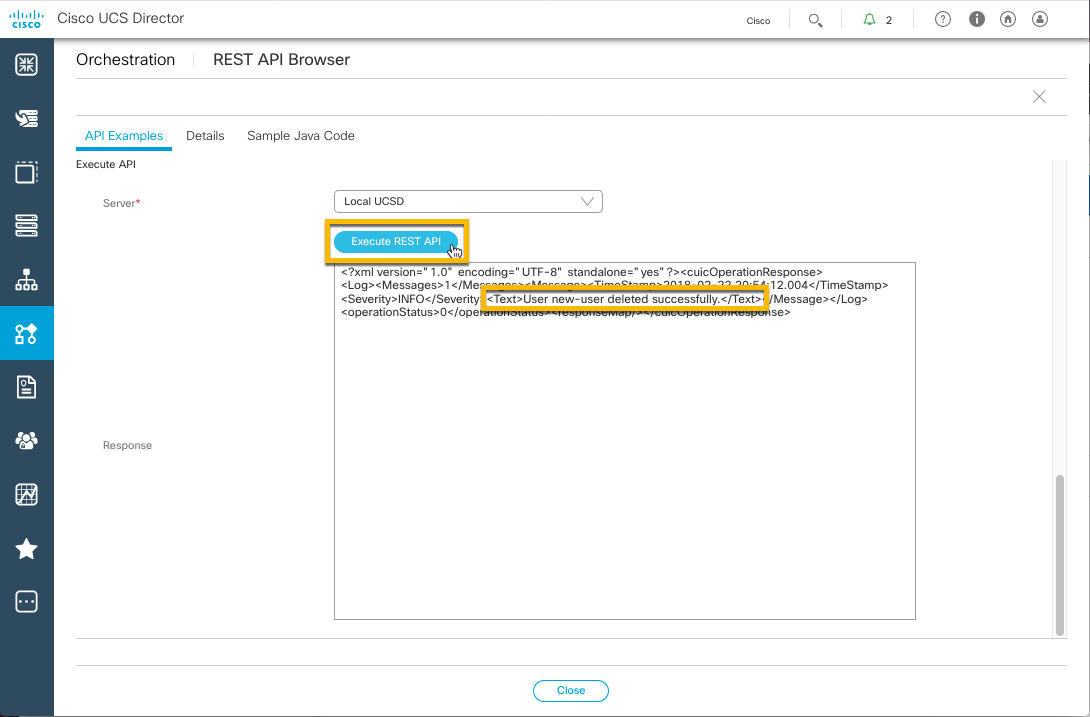 CISCO Cisco UCS Director
Cisco
2
Orchestration REST API Browser
API Examples Details Sample Java Code
Execute API
Server*
Local UCSD
Execute REST API
<?xml version="1.0" encoding="UTF-8" standalone="yes"?><cuicOperationResponse>
<Log><Messages>1</Messages><Message><TimeStamp>2018-02-22 20:54:12.004</TimeStamp>
<Severity>INFO</Severity><Text>User new-user deleted successfully.</Text></Message></Log>
<operationStatus>0</operationStatus><responseMap/></cuicOperationResponse>
Response
Close